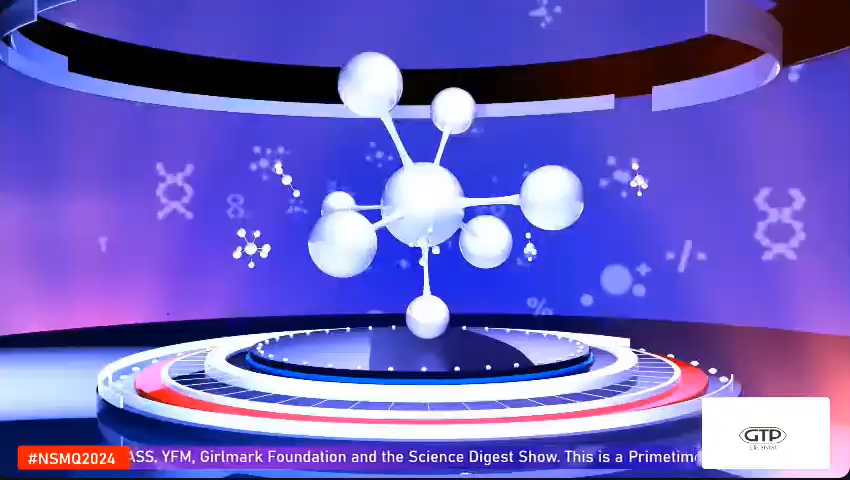 GTP
#NSMQ2024
ASS, YFM, Girlmark Foundation and the Science Digest Show. This is a Primetim